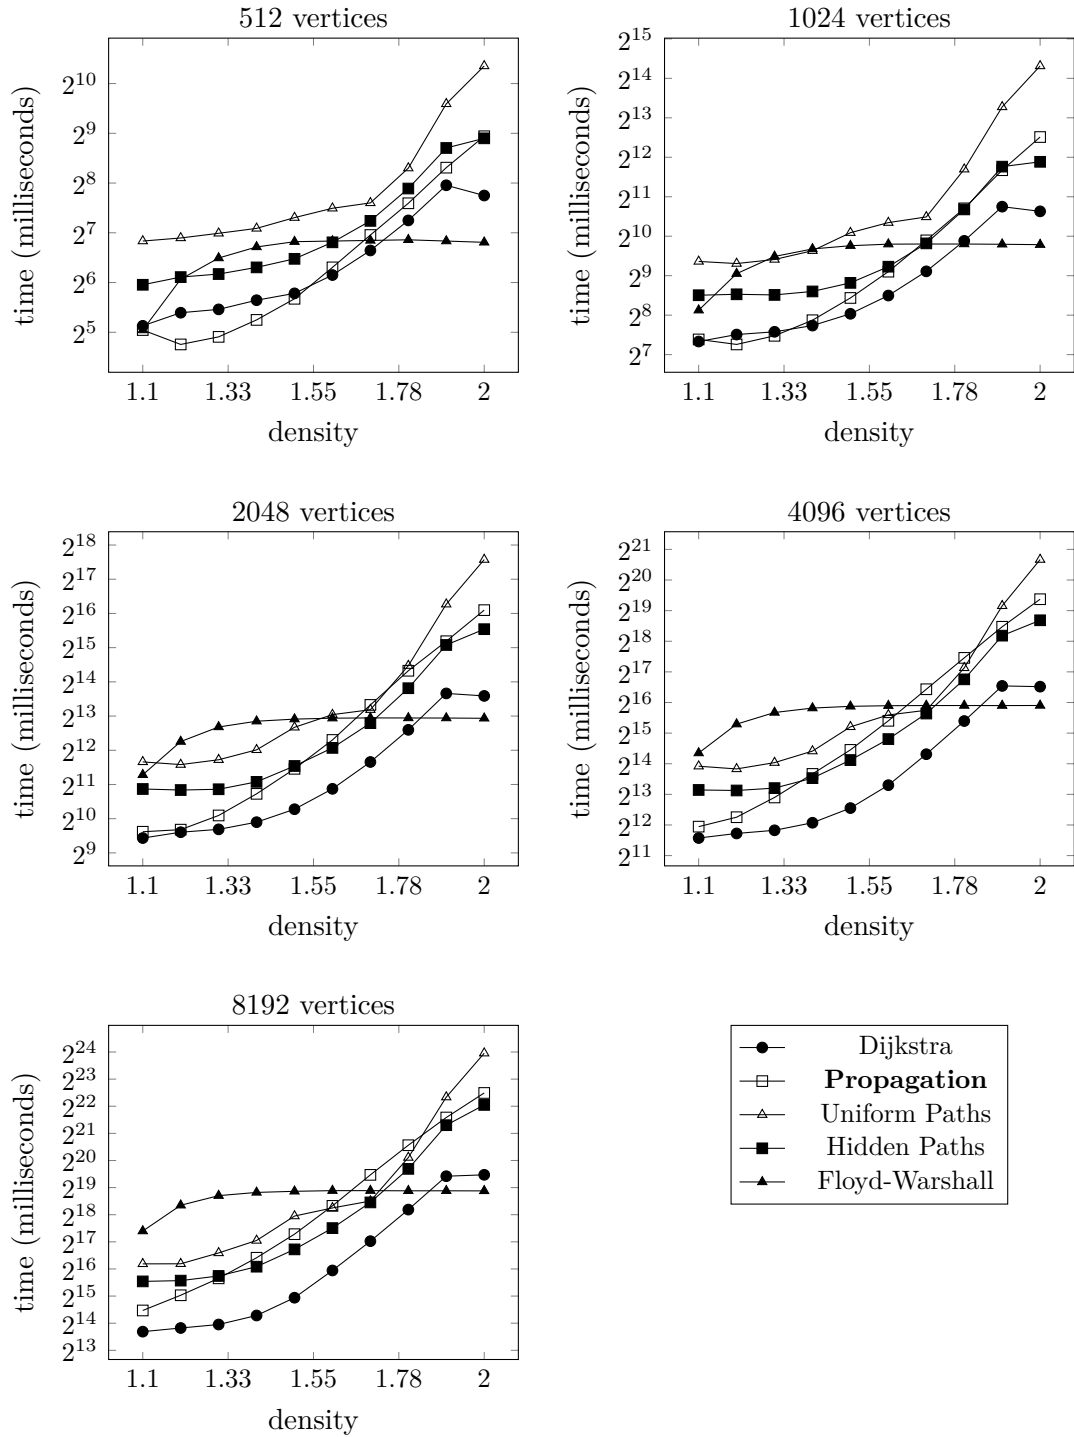 512 vertices
time (milliseconds)
2^10
2^9
2^8
2^7
2^6
2^5
1.1 1.33 1.55 1.78 2
density
1024 vertices
time (milliseconds)
2^15
2^14
2^13
2^12
2^11
2^10
2^9
2^8
2^7
1.1 1.33 1.55 1.78 2
density
2048 vertices
time (milliseconds)
2^18
2^17
2^16
2^15
2^14
2^13
2^12
2^11
2^10
2^9
1.1 1.33 1.55 1.78 2
density
4096 vertices
time (milliseconds)
2^21
2^20
2^19
2^18
2^17
2^16
2^15
2^14
2^13
2^12
2^11
1.1 1.33 1.55 1.78 2
density
8192 vertices
time (milliseconds)
2^24
2^23
2^22
2^21
2^20
2^19
2^18
2^17
2^16
2^15
2^14
2^13
1.1 1.33 1.55 1.78 2
density
Dijkstra
Propagation
Uniform Paths
Hidden Paths
Floyd-Warshall